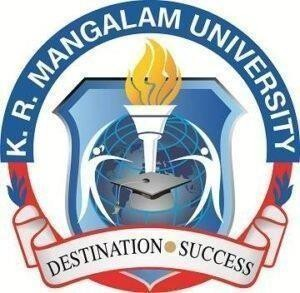 K. R. MANGALAM UNIVERSITY
DESTINATION • SUCCESS